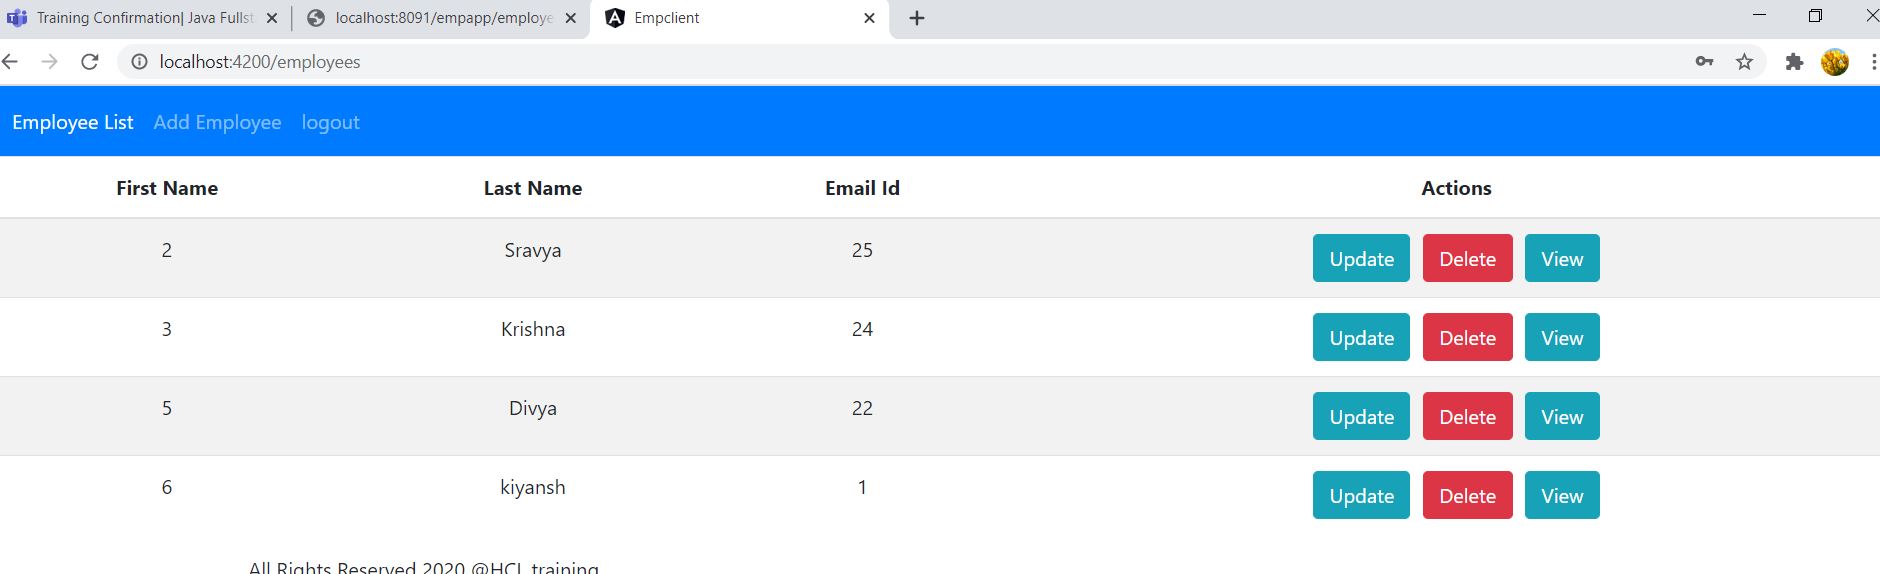 Training Confirmation| Java Fullst
localhost:8091/empapp/employe
Empclient
localhost:4200/employees
Employee List Add Employee logout
First Name Last Name Email Id Actions
2 Sravya 25 Update Delete View
3 Krishna 24 Update Delete View
5 Divya 22 Update Delete View
6 kiyansh 1 Update Delete View
All Rights Reserved 2020 @HCL training